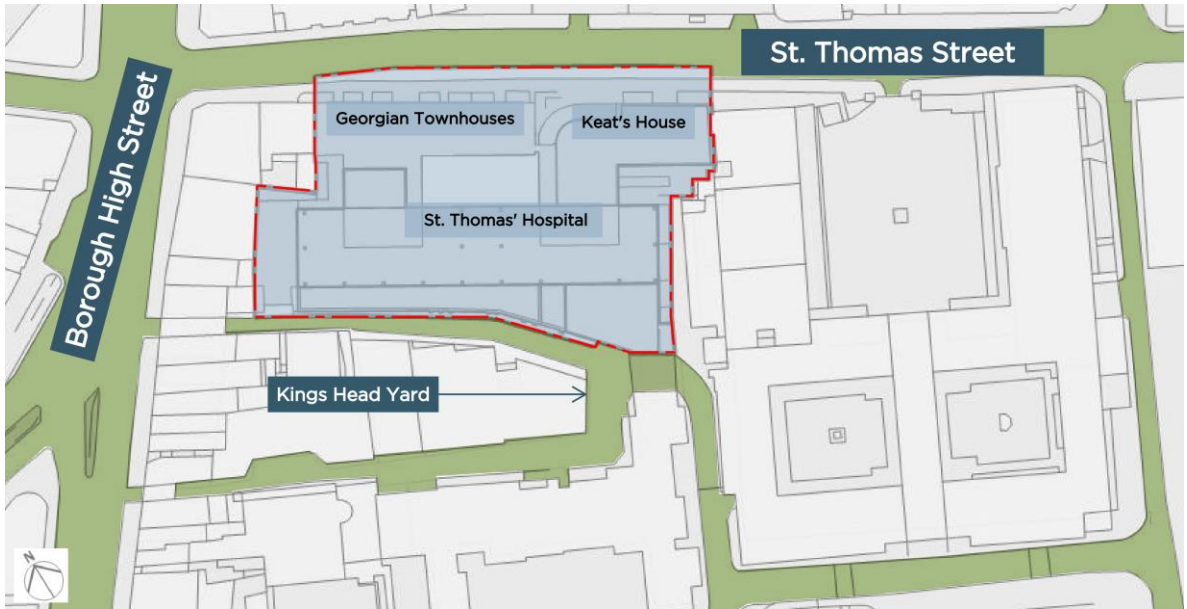 St. Thomas Street
Borough High Street
Georgian Townhouses
Keat's House
St. Thomas' Hospital
Kings Head Yard
N